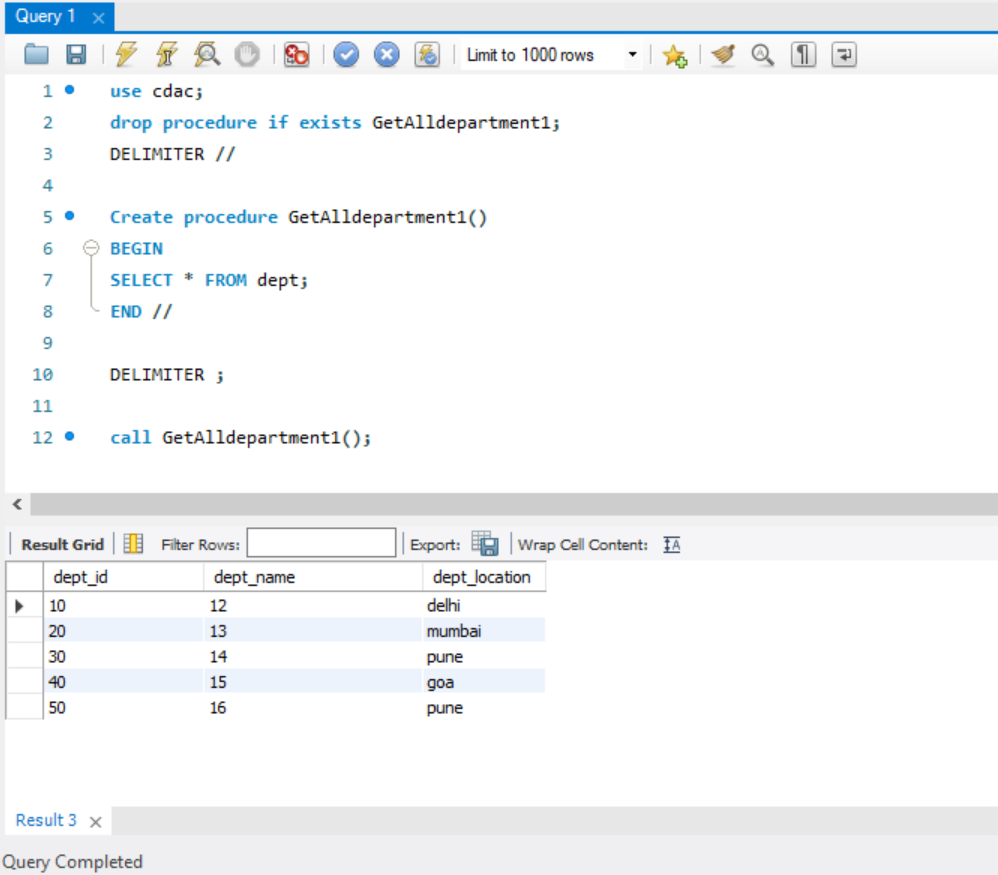 Query 1
Limit to 1000 rows
1 use cdac;
2 drop procedure if exists GetAlldepartment1;
3 DELIMITER //
4
5 Create procedure GetAlldepartment1()
6 BEGIN
7 SELECT * FROM dept;
8 END //
9
10 DELIMITER ;
11
12 call GetAlldepartment1();
Result Grid Filter Rows: Export: Wrap Cell Content: IA
dept_id dept_name dept_location
10 12 delhi
20 13 mumbai
30 14 pune
40 15 goa
50 16 pune
Result 3
Query Completed